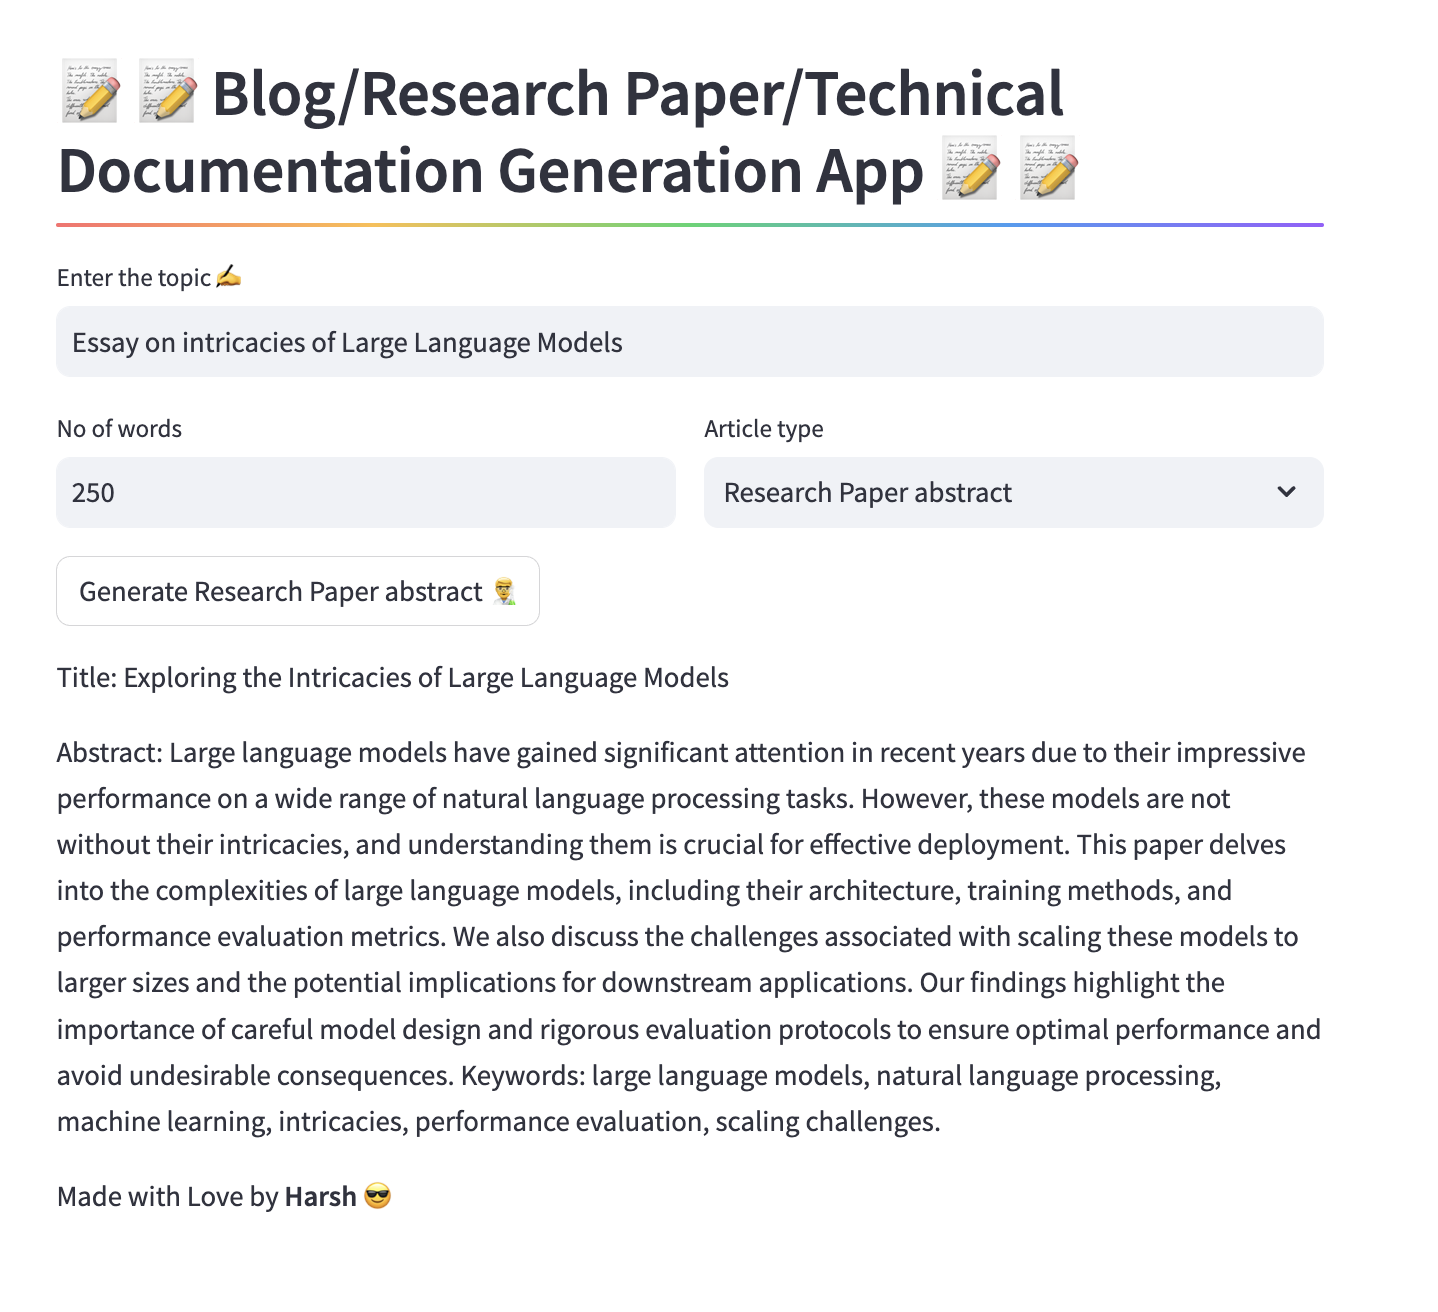 📝 📝 Blog/Research Paper/Technical
Documentation Generation App 📝 📝
Enter the topic ✍️
Essay on intricacies of Large Language Models
No of words
Article type
250
Research Paper abstract
Generate Research Paper abstract 👨‍🔬
Title: Exploring the Intricacies of Large Language Models
Abstract: Large language models have gained significant attention in recent years due to their impressive
performance on a wide range of natural language processing tasks. However, these models are not
without their intricacies, and understanding them is crucial for effective deployment. This paper delves
into the complexities of large language models, including their architecture, training methods, and
performance evaluation metrics. We also discuss the challenges associated with scaling these models to
larger sizes and the potential implications for downstream applications. Our findings highlight the
importance of careful model design and rigorous evaluation protocols to ensure optimal performance and
avoid undesirable consequences. Keywords: large language models, natural language processing,
machine learning, intricacies, performance evaluation, scaling challenges.
Made with Love by Harsh 😎